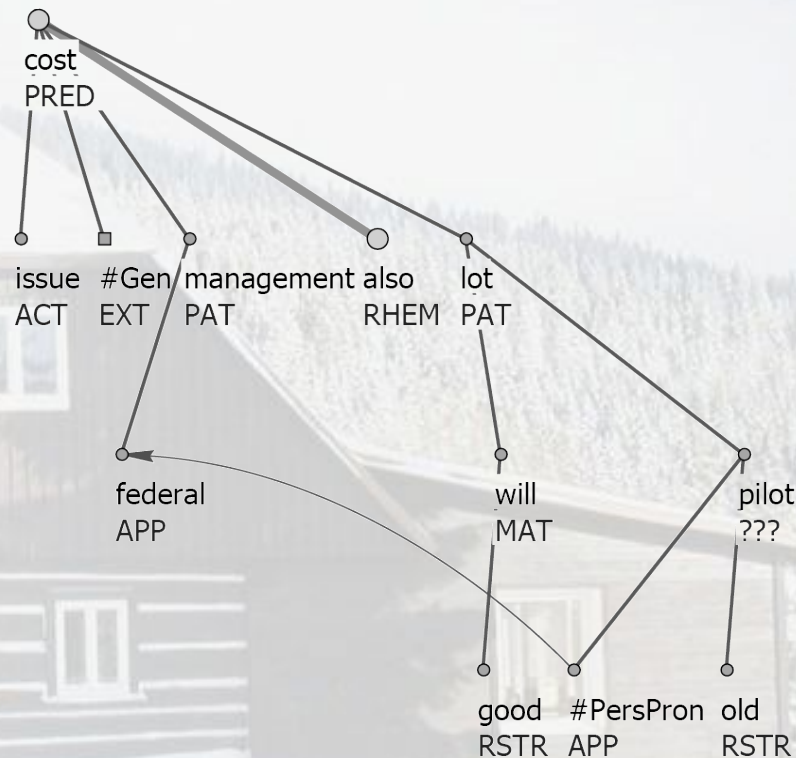 cost
PRED
issue #Gen management also lot
ACT EXT PAT RHEM PAT
federal will pilot
APP MAT ???
good #PersPron old
RSTR APP RSTR